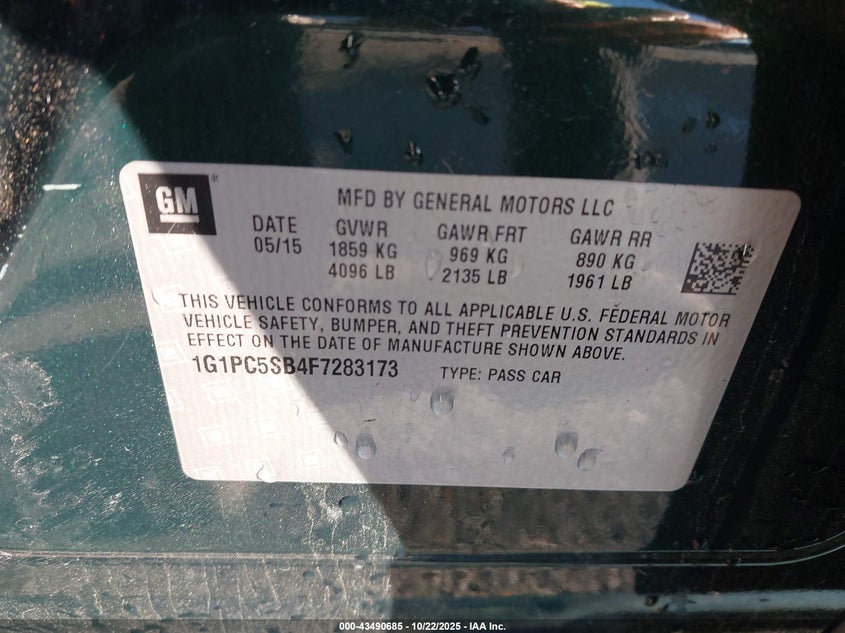 GM
MFD BY GENERAL MOTORS LLC
DATE GVWR GAWR FRT GAWR RR
05/15 1859 KG 969 KG 890 KG
4096 LB 2135 LB 1961 LB
THIS VEHICLE CONFORMS TO ALL APPLICABLE U.S. FEDERAL MOTOR
VEHICLE SAFETY, BUMPER, AND THEFT PREVENTION STANDARDS IN
EFFECT ON THE DATE OF MANUFACTURE SHOWN ABOVE.
1G1PC5SB4F7283173 TYPE: PASS CAR
000-43490685 - 10/22/2025 - IAA Inc.